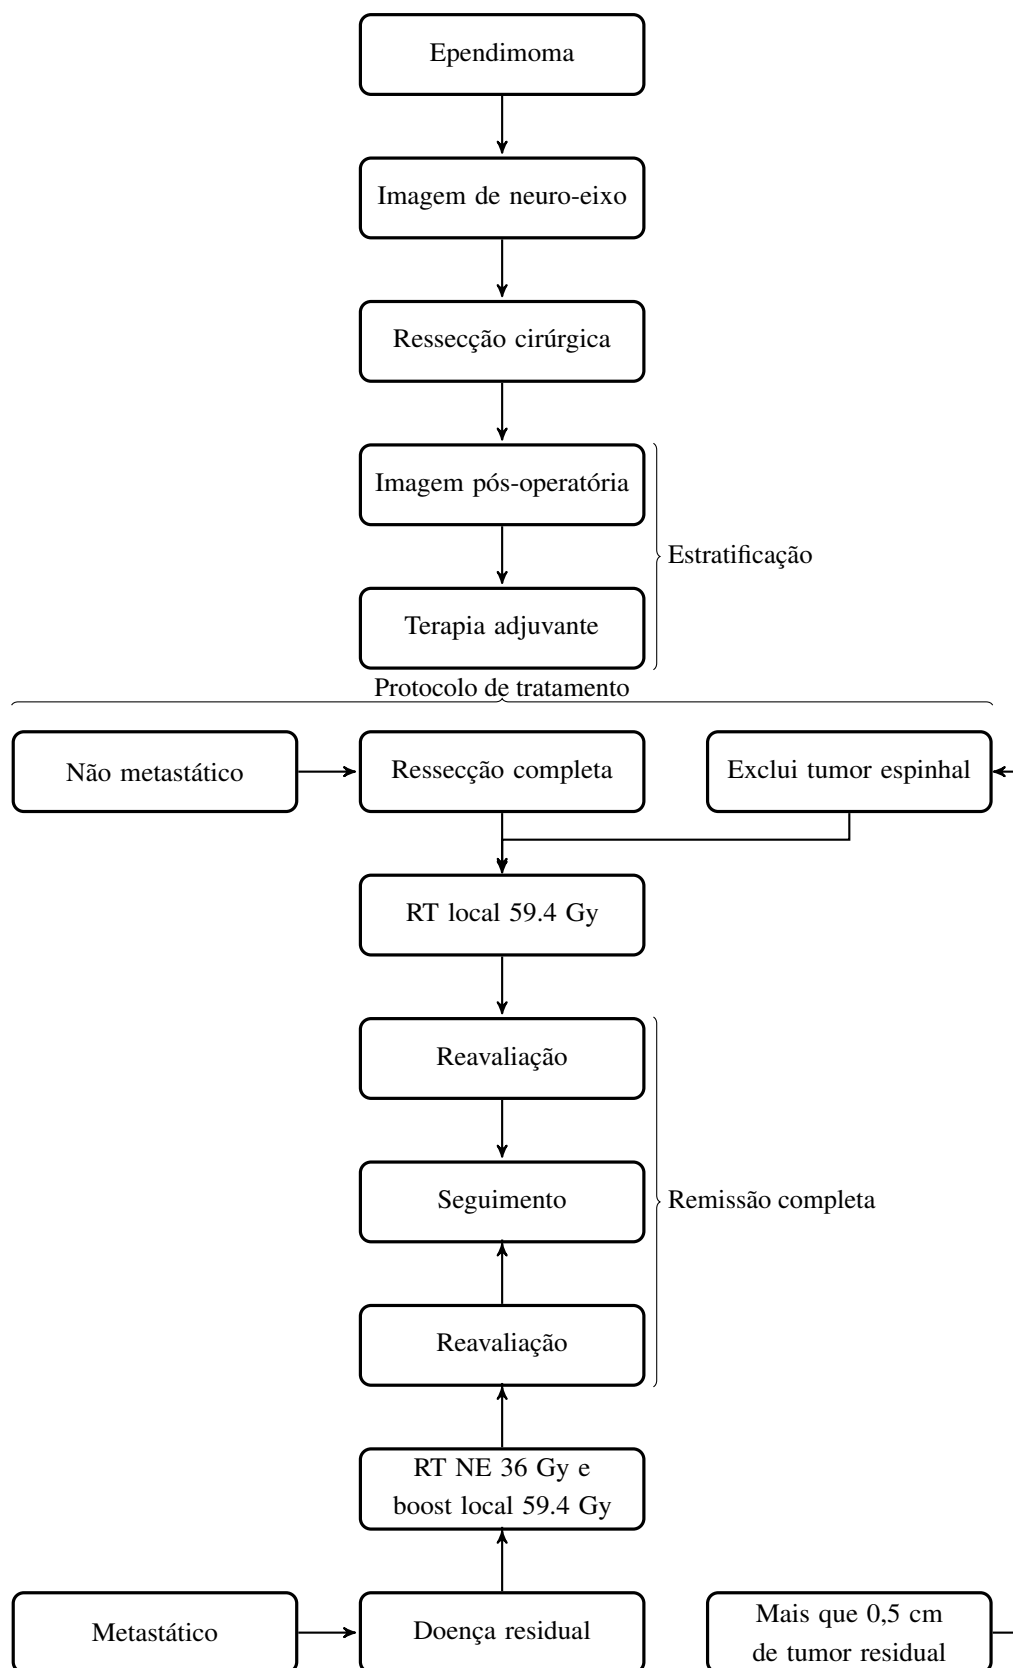 Ependimoma
Imagem de neuro-eixo
Ressecção cirúrgica
Imagem pós-operatória
Estratificação
Terapia adjuvante
Protocolo de tratamento
Não metastático
Ressecção completa
Exclui tumor espinhal
RT local 59.4 Gy
Reavaliação
Seguimento
Remissão completa
Reavaliação
RT NE 36 Gy e
boost local 59.4 Gy
Metastático
Doença residual
Mais que 0,5 cm
de tumor residual